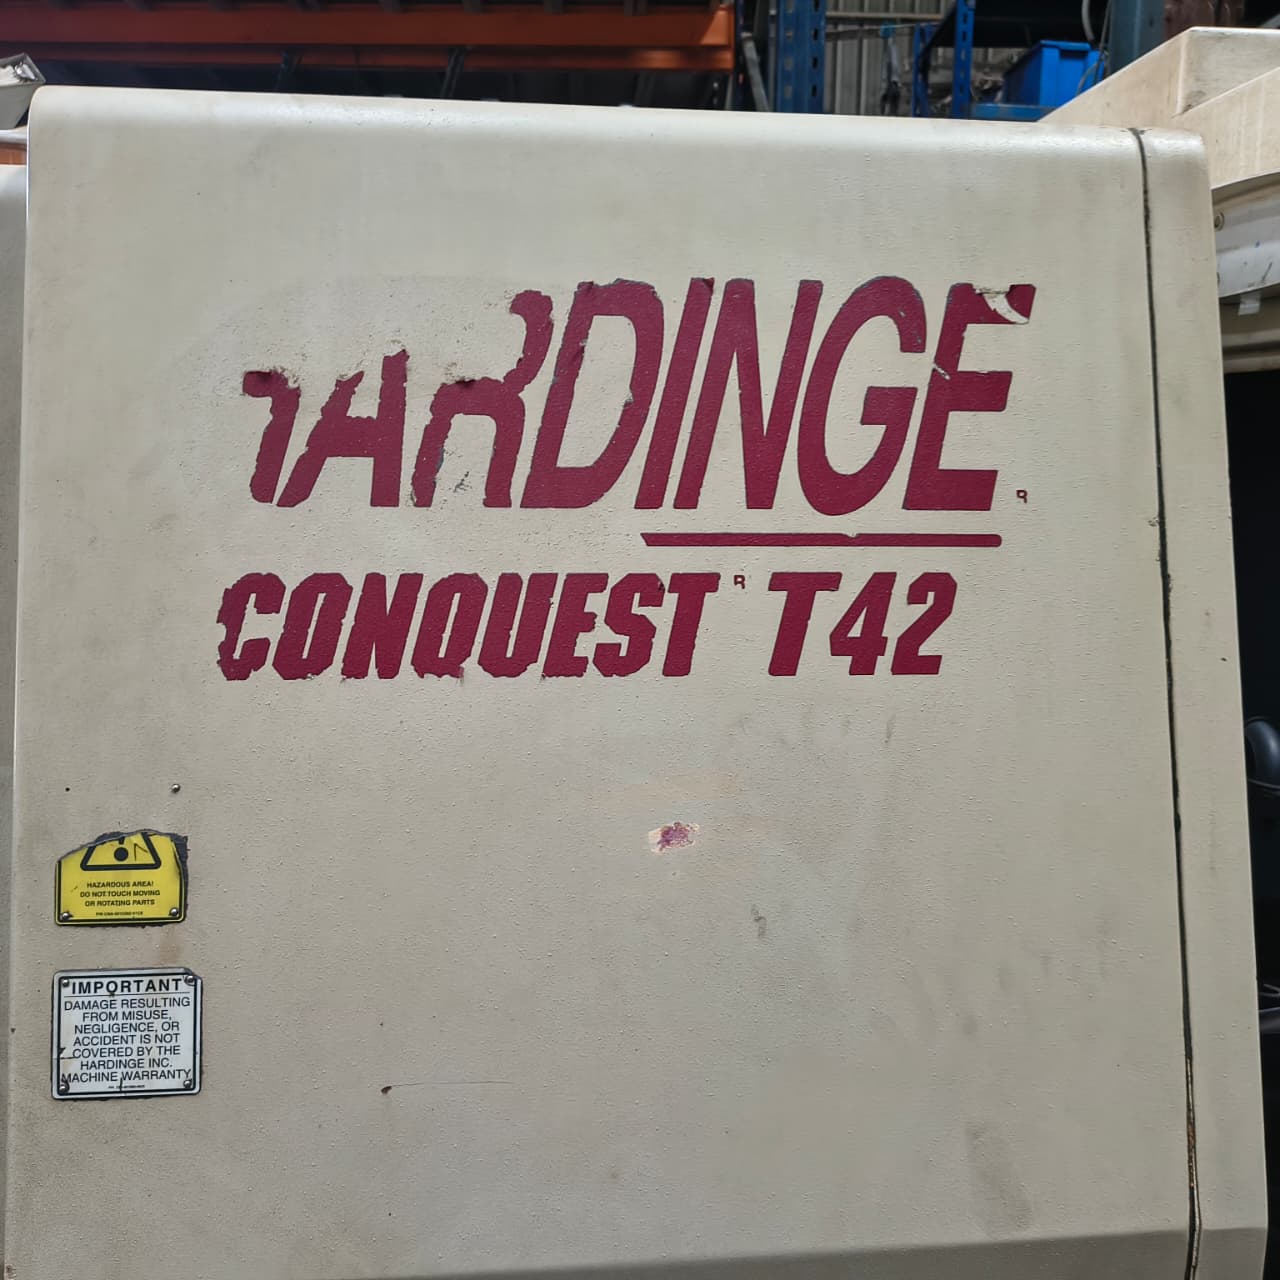 HARDINGE
CONQUEST® T42
HAZARDOUS AREA!
DO NOT TOUCH MOVING
OR ROTATING PARTS
IMPORTANT
DAMAGE RESULTING
FROM MISUSE,
NEGLIGENCE, OR
ACCIDENT IS NOT
COVERED BY THE
HARDINGE INC.
MACHINE WARRANTY